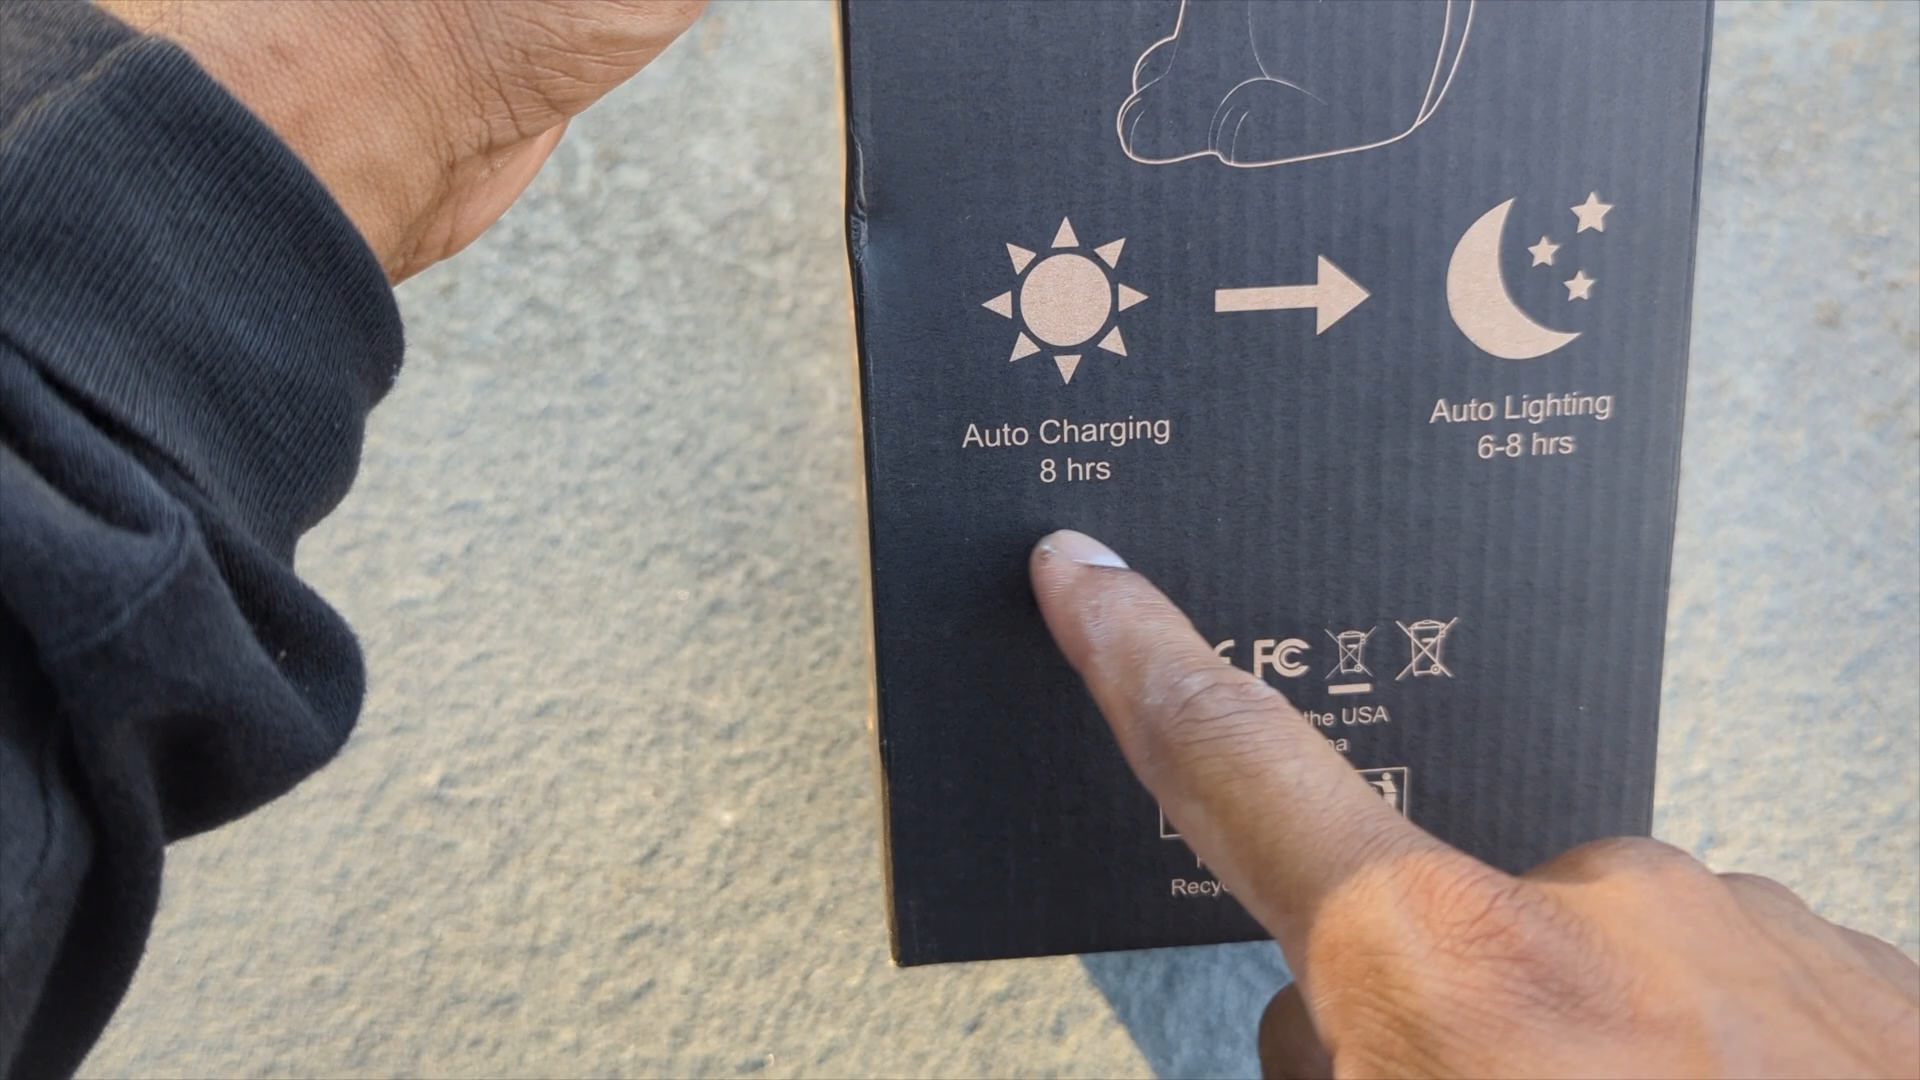 Auto Charging
8 hrs
Auto Lighting
6-8 hrs
FC
the USA